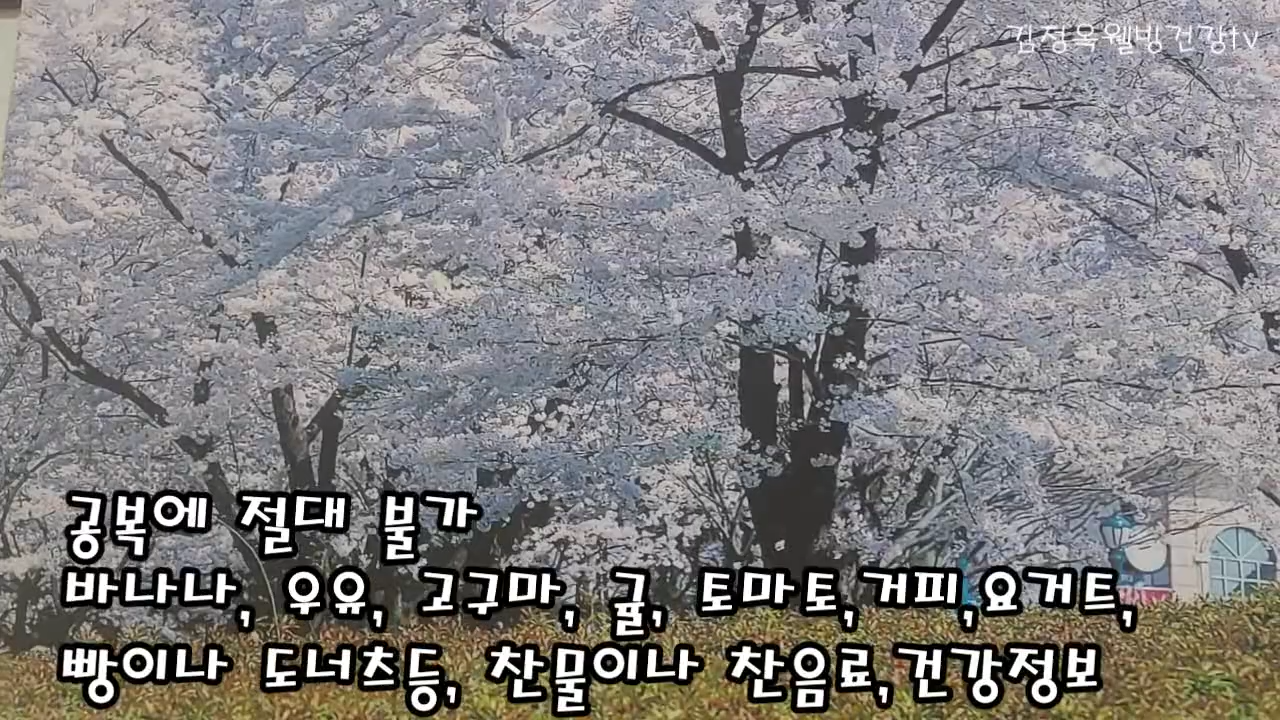 김정옥웰빙건강tv
공복에 절대 불가
바나나, 우유, 고구마, 귤, 토마토,거피,요거트,
빵이나 도너츠등, 찬물이나 찬음료,건강정보